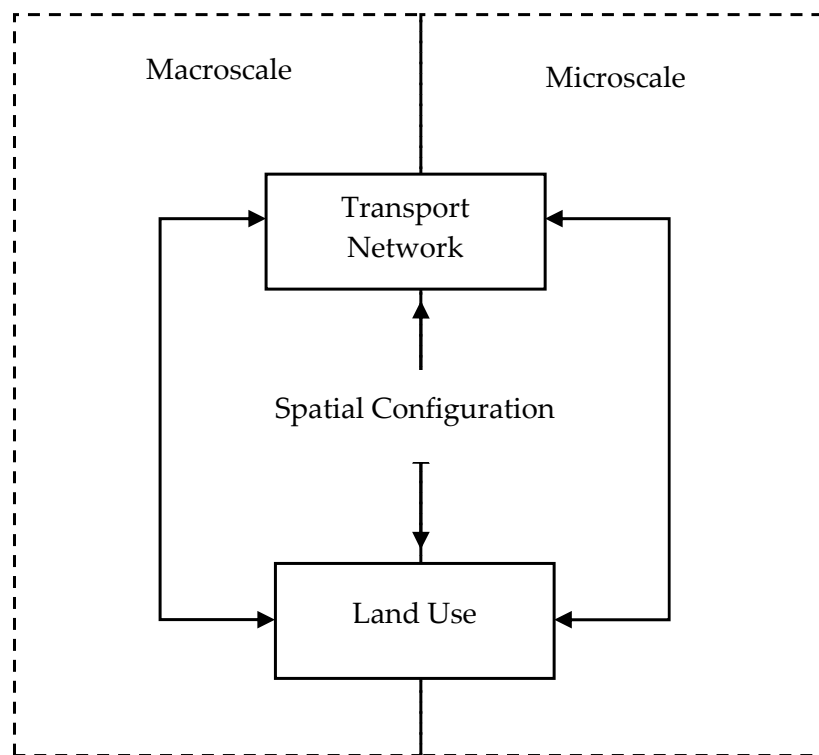 Macroscale
Microscale
Transport
Network
Spatial Configuration
Land Use